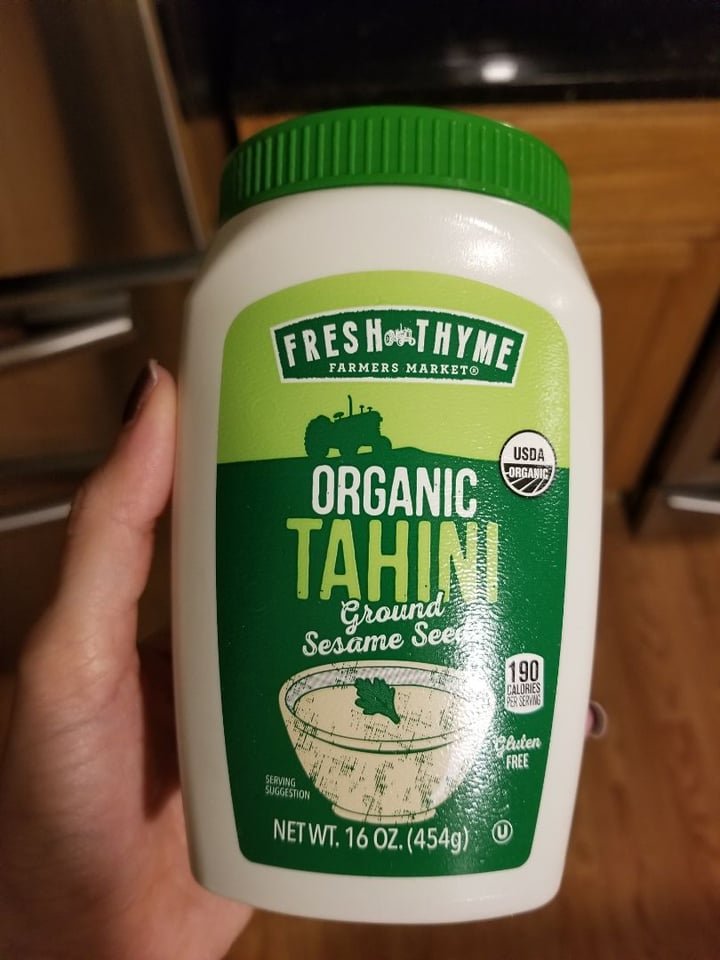 FRESH THYME
FARMERS MARKET®
USDA
ORGANIC
ORGANIC
TAHINI
Ground
Sesame
190
CALORIES
PER SERVING
Gluten
FREE
SERVING
SUGGESTION
NET WT. 16 OZ. (454g)
U